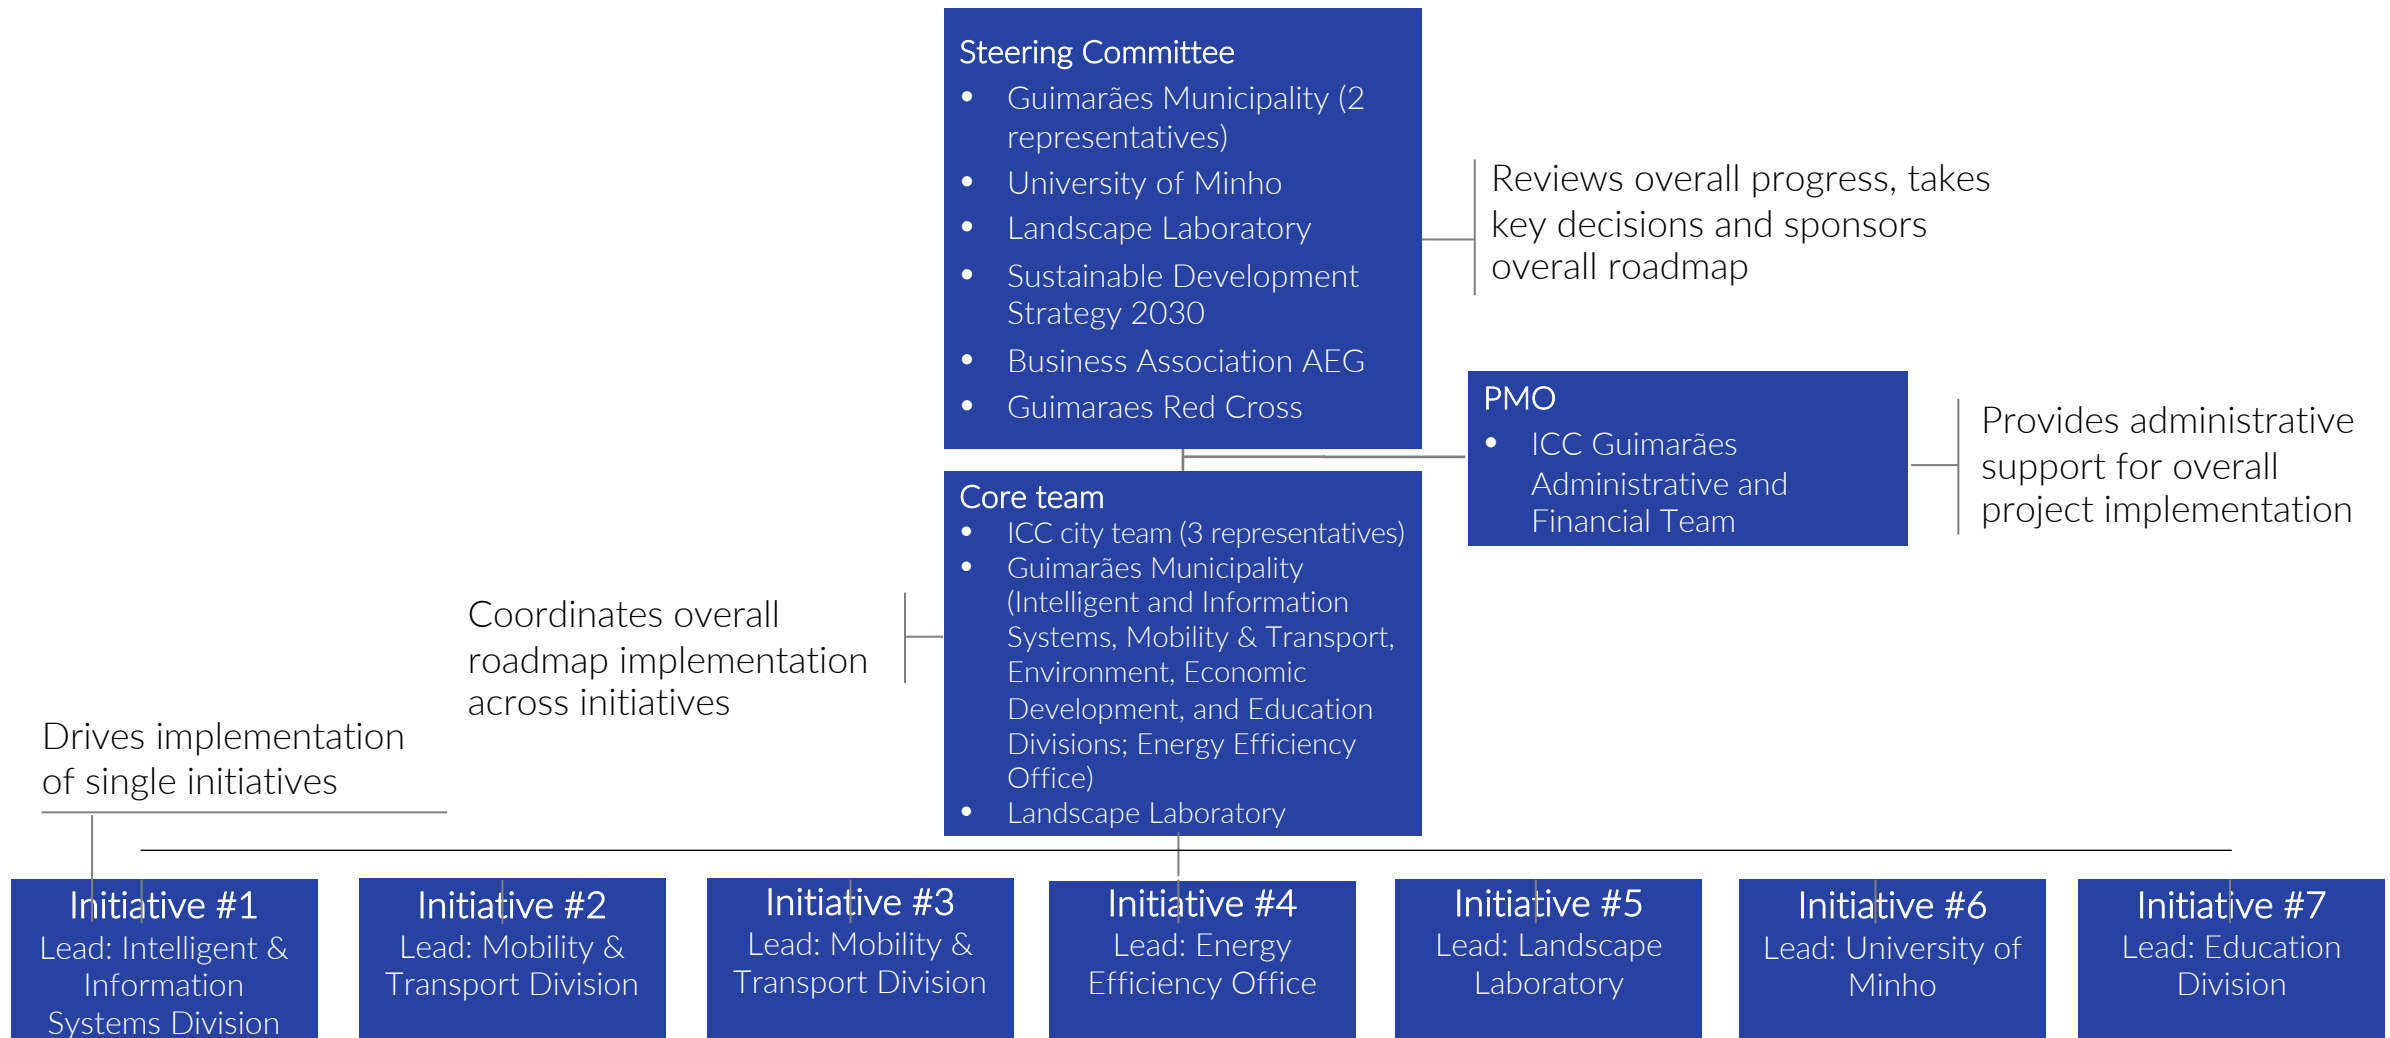 Steering Committee
• Guimarães Municipality (2
representatives)
• University of Minho
• Landscape Laboratory
• Sustainable Development
Strategy 2030
• Business Association AEG
• Guimaraes Red Cross
Reviews overall progress, takes
key decisions and sponsors
overall roadmap
PMO
• ICC Guimarães
Administrative and
Financial Team
Provides administrative
support for overall
project implementation
Core team
• ICC city team (3 representatives)
• Guimarães Municipality
(Intelligent and Information
Systems, Mobility & Transport,
Environment, Economic
Development, and Education
Divisions; Energy Efficiency
Office)
• Landscape Laboratory
Coordinates overall
roadmap implementation
across initiatives
Drives implementation
of single initiatives
Initiative #1
Lead: Intelligent &
Information
Systems Division
Initiative #2
Lead: Mobility &
Transport Division
Initiative #3
Lead: Mobility &
Transport Division
Initiative #4
Lead: Energy
Efficiency Office
Initiative #5
Lead: Landscape
Laboratory
Initiative #6
Lead: University of
Minho
Initiative #7
Lead: Education
Division